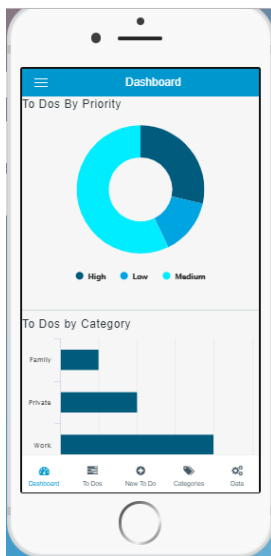 Dashboard
To Dos By Priority
High Low Medium
To Dos by Category
Family
Private
Work
Dashboard To Dos New To Do Categories Data